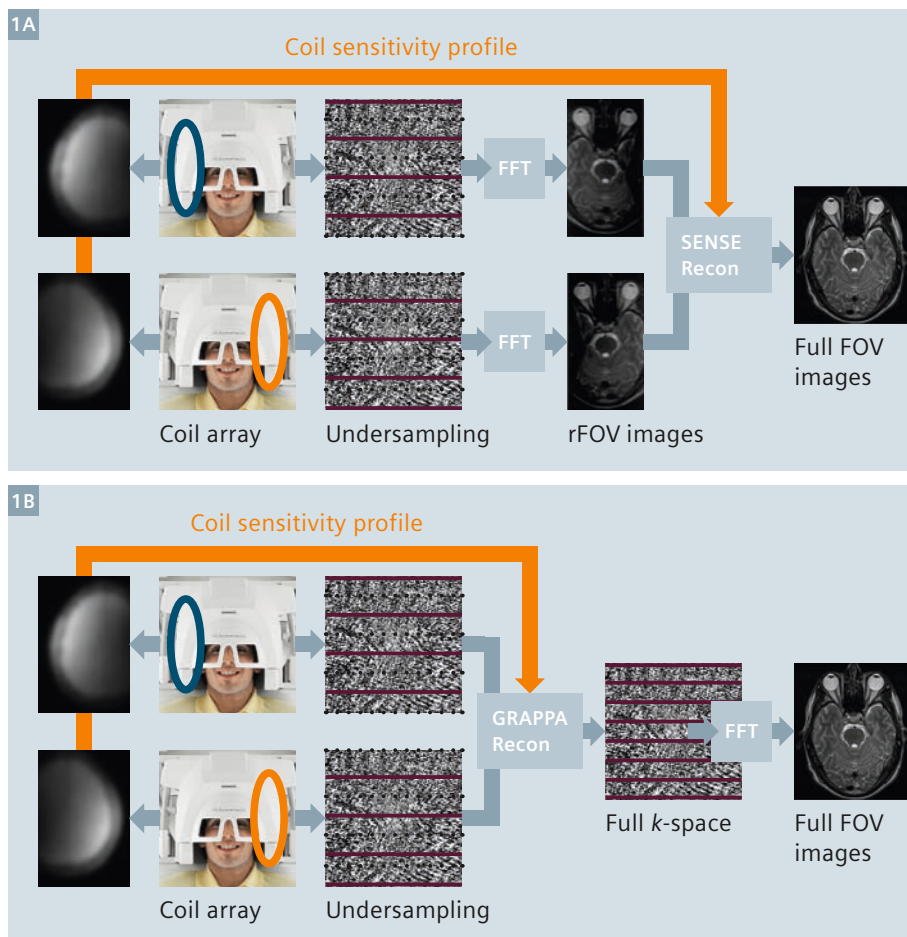 1A
Coil sensitivity profile
FFT
SENSE
Recon
FFT
Full FOV
images
Coil array
Undersampling
rFOV images
1B
Coil sensitivity profile
GRAPPA
Recon
FFT
Full k-space
Full FOV
images
Coil array
Undersampling